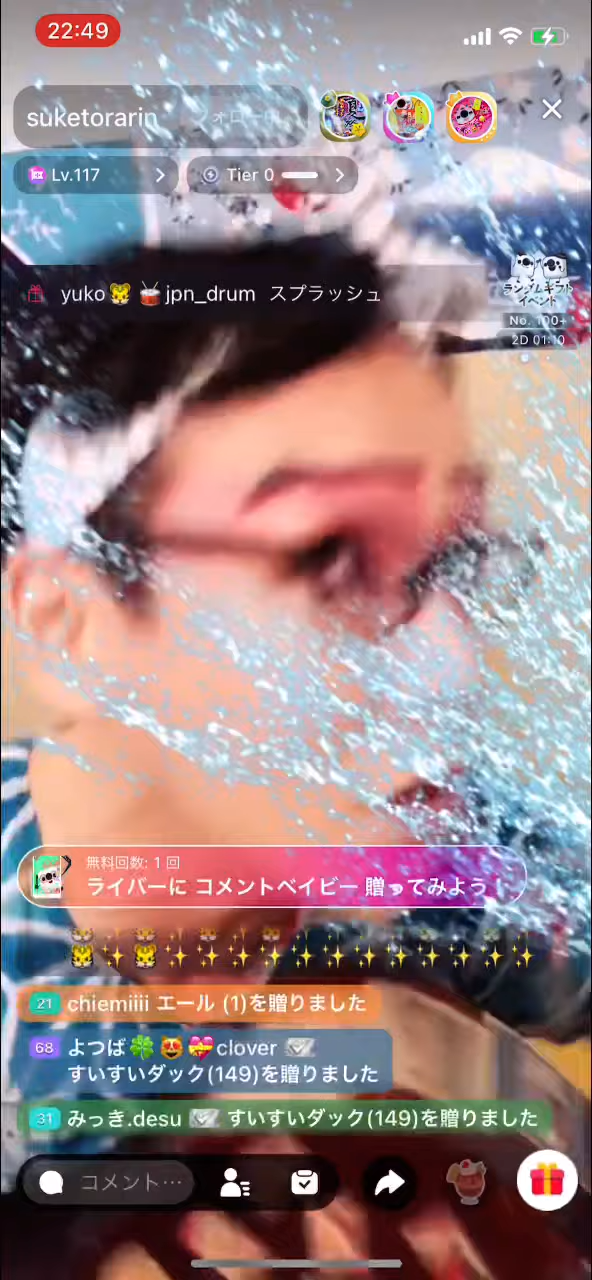 22:49
suketorarin
フォロー中
Lv.117
Tier 0
yuko🐯🥁jpn_drum スプラッシュ
ランダムギフト
イベント
No. 100+
2D 01:10
無料回数: 1 回
ライバーに コメントベイビー 贈ってみよう！
21 chiemiiii エール (1)を贈りました
68 よつば🍀😻💝clover
すいすいダック(149)を贈りました
31 みっき.desu すいすいダック(149)を贈りました
コメント…